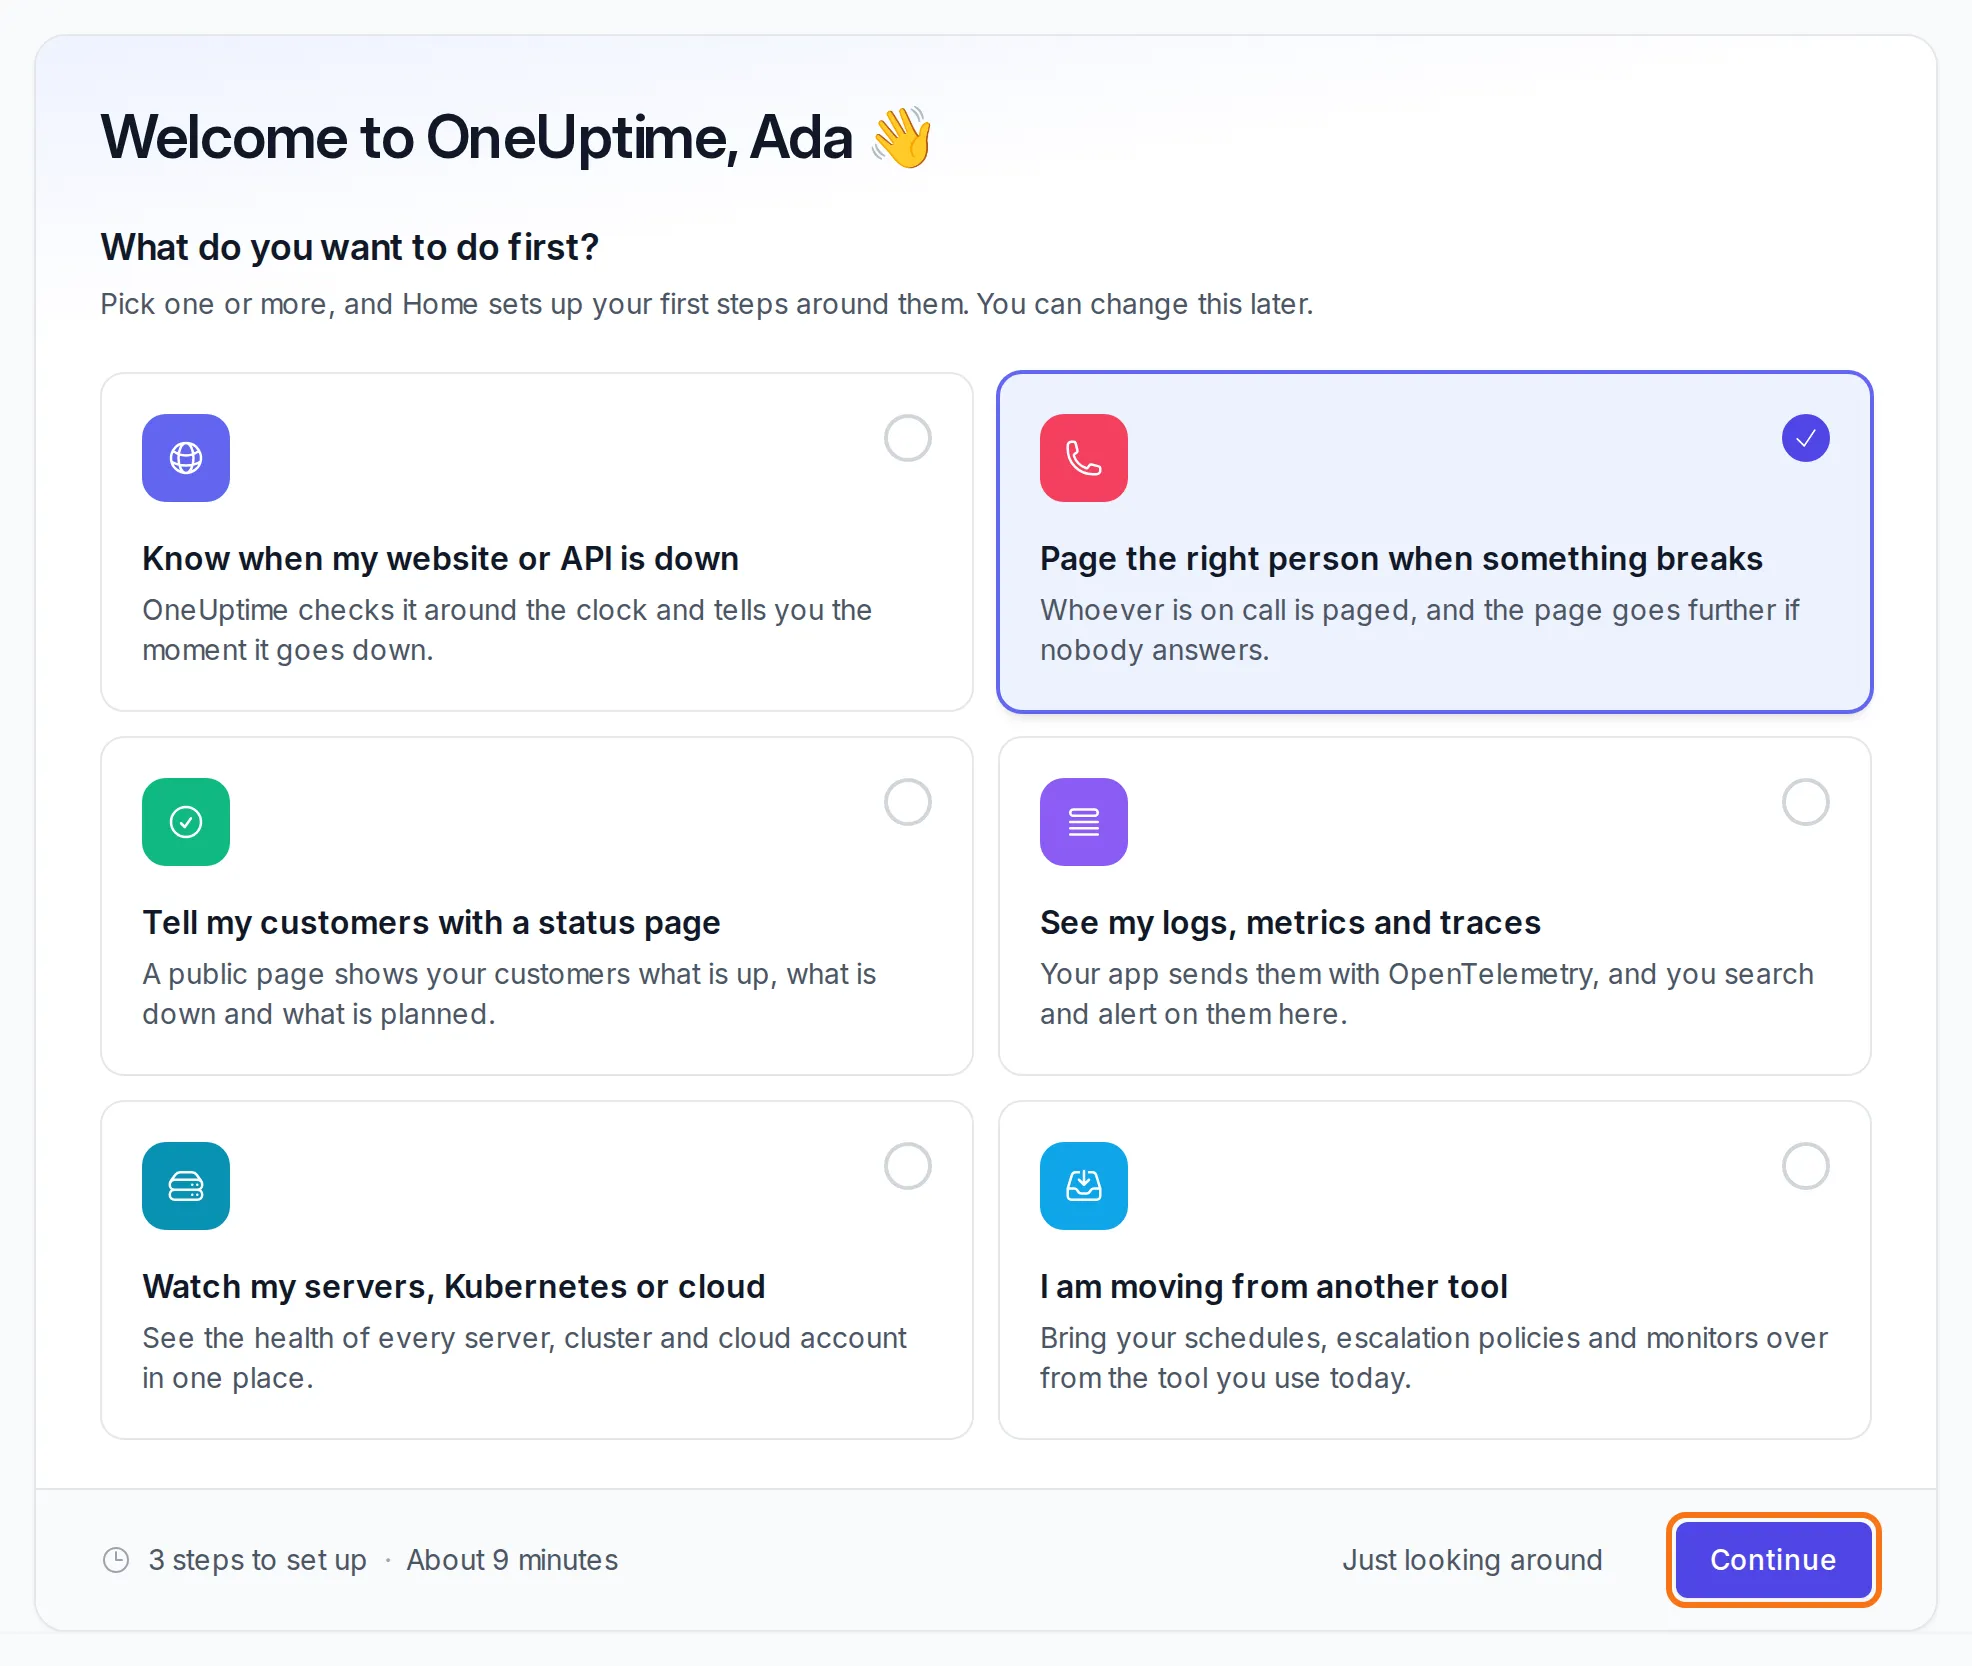 Welcome to OneUptime, Ada 👋
What do you want to do first?
Pick one or more, and Home sets up your first steps around them. You can change this later.
Know when my website or API is down
OneUptime checks it around the clock and tells you the
moment it goes down.
Page the right person when something breaks
Whoever is on call is paged, and the page goes further if
nobody answers.
Tell my customers with a status page
A public page shows your customers what is up, what is
down and what is planned.
See my logs, metrics and traces
Your app sends them with OpenTelemetry, and you search
and alert on them here.
Watch my servers, Kubernetes or cloud
See the health of every server, cluster and cloud account
in one place.
I am moving from another tool
Bring your schedules, escalation policies and monitors over
from the tool you use today.
3 steps to set up · About 9 minutes
Just looking around
Continue